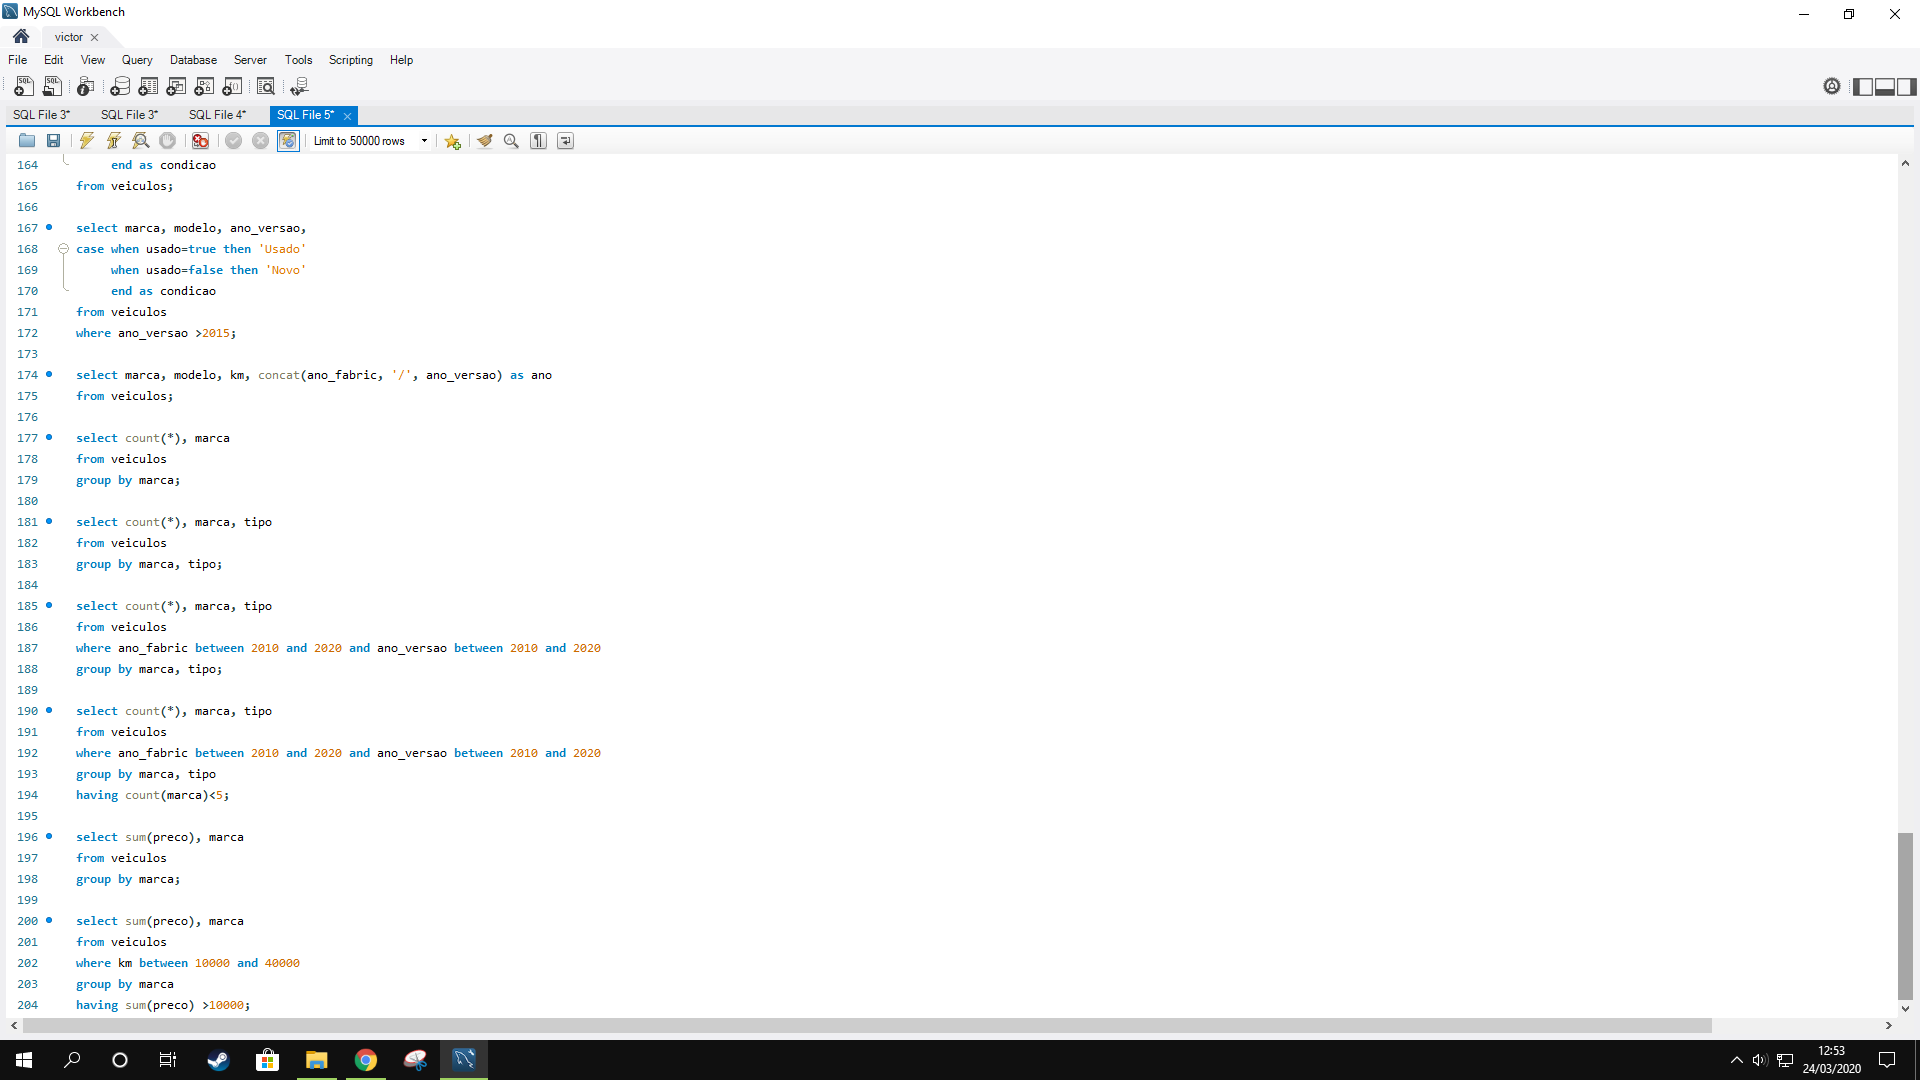 MySQL Workbench
victor
File Edit View Query Database Server Tools Scripting Help
SQL File 3* SQL File 3* SQL File 4* SQL File 5*
Limit to 50000 rows
164 end as condicao
165 from veiculos;
166
167 select marca, modelo, ano_versao,
168 case when usado=true then 'Usado'
169 when usado=false then 'Novo'
170 end as condicao
171 from veiculos
172 where ano_versao >2015;
173
174 select marca, modelo, km, concat(ano_fabric, '/', ano_versao) as ano
175 from veiculos;
176
177 select count(*), marca
178 from veiculos
179 group by marca;
180
181 select count(*), marca, tipo
182 from veiculos
183 group by marca, tipo;
184
185 select count(*), marca, tipo
186 from veiculos
187 where ano_fabric between 2010 and 2020 and ano_versao between 2010 and 2020
188 group by marca, tipo;
189
190 select count(*), marca, tipo
191 from veiculos
192 where ano_fabric between 2010 and 2020 and ano_versao between 2010 and 2020
193 group by marca, tipo
194 having count(marca)<5;
195
196 select sum(preco), marca
197 from veiculos
198 group by marca;
199
200 select sum(preco), marca
201 from veiculos
202 where km between 10000 and 40000
203 group by marca
204 having sum(preco) >10000;
12:53
24/03/2020